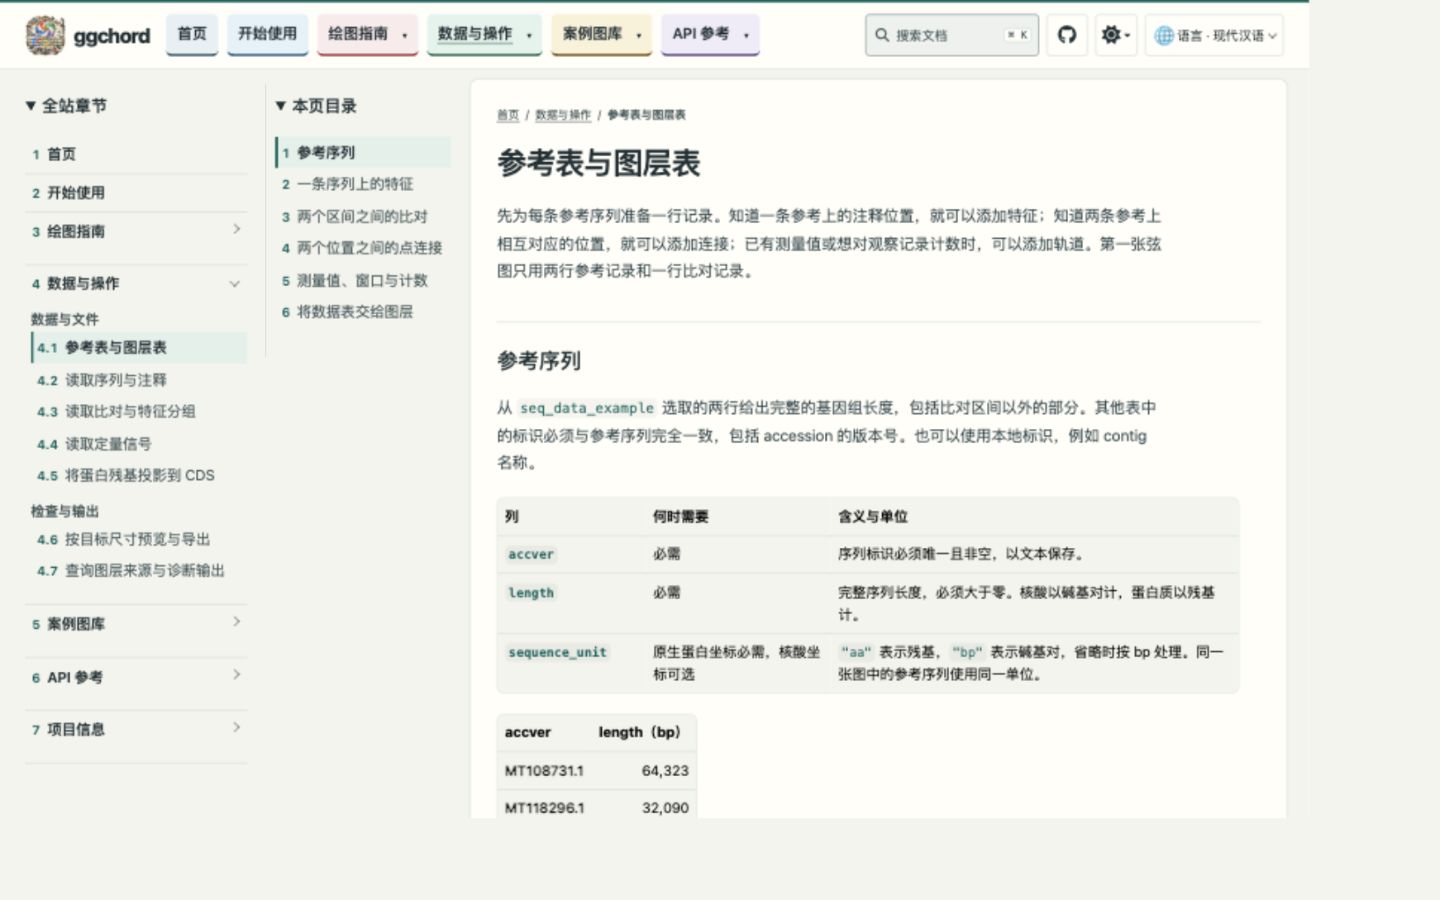 ggchord
首页
开始使用
绘图指南
数据与操作
案例图库
API 参考
搜索文档
⌘ K
语言 · 现代汉语
▼ 全站章节
1 首页
2 开始使用
3 绘图指南
4 数据与操作
数据与文件
4.1 参考表与图层表
4.2 读取序列与注释
4.3 读取比对与特征分组
4.4 读取定量信号
4.5 将蛋白残基投影到 CDS
检查与输出
4.6 按目标尺寸预览与导出
4.7 查询图层来源与诊断输出
5 案例图库
6 API 参考
7 项目信息
▼ 本页目录
1 参考序列
2 一条序列上的特征
3 两个区间之间的比对
4 两个位置之间的点连接
5 测量值、窗口与计数
6 将数据表交给图层
首页 / 数据与操作 / 参考表与图层表
参考表与图层表
先为每条参考序列准备一行记录。知道一条参考上的注释位置，就可以添加特征；知道两条参考上
相互对应的位置，就可以添加连接；已有测量值或想对观察记录计数时，可以添加轨道。第一张弦
图只用两行参考记录和一行比对记录。
参考序列
从 seq_data_example 选取的两行给出完整的基因组长度，包括比对区间以外的部分。其他表中
的标识必须与参考序列完全一致，包括 accession 的版本号。也可以使用本地标识，例如 contig
名称。
列 何时需要 含义与单位
accver 必需 序列标识必须唯一且非空，以文本保存。
length 必需 完整序列长度，必须大于零。核酸以碱基对计，蛋白质以残基
计。
sequence_unit 原生蛋白坐标必需，核酸坐 "aa" 表示残基，"bp" 表示碱基对，省略时按 bp 处理。同一
标可选 张图中的参考序列使用同一单位。
accver length（bp）
MT108731.1 64,323
MT118296.1 32,090